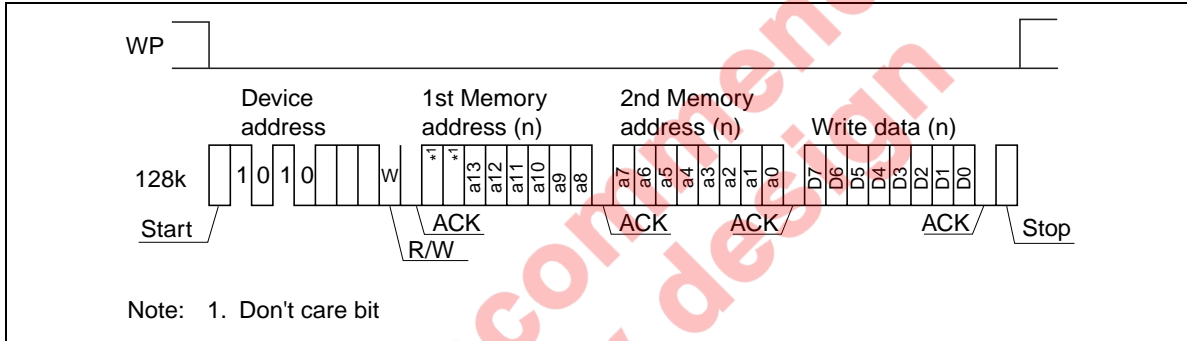 WP
Device address
1st Memory address (n)
2nd Memory address (n)
Write data (n)
128k
1 0 1 0 W *1 *1 a13 a12 a11 a10 a9 a8 a7 a6 a5 a4 a3 a2 a1 a0 D7 D6 D5 D4 D3 D2 D1 D0
Start
R/W
ACK
ACK
ACK
ACK
Stop
Note: 1. Don't care bit
commen
design